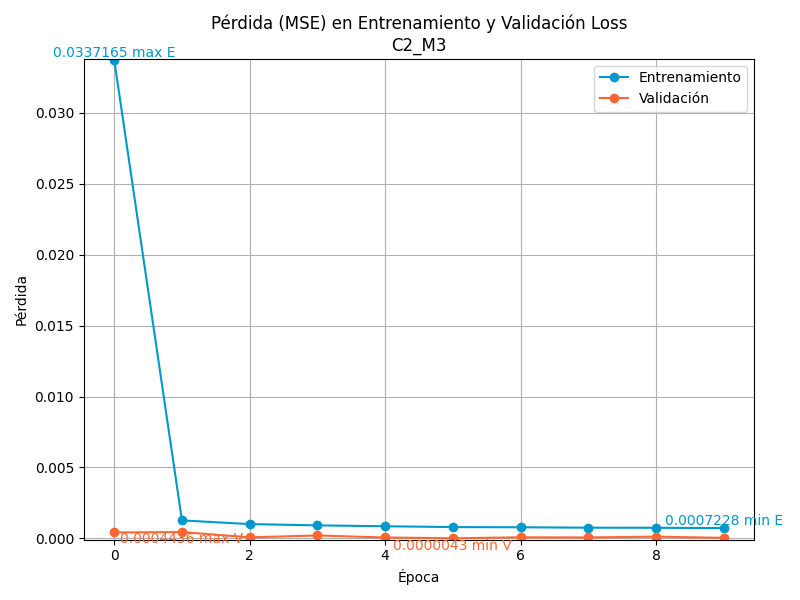 Pérdida (MSE) en Entrenamiento y Validación Loss
C2_M3
0.0337165 max E
Entrenamiento
Validación
0.030
0.025
0.020
0.015
0.010
0.005
0.000
Pérdida
0.0007228 min E
0.0004436 max V
0.0000043 min V
0 2 4 6 8
Época